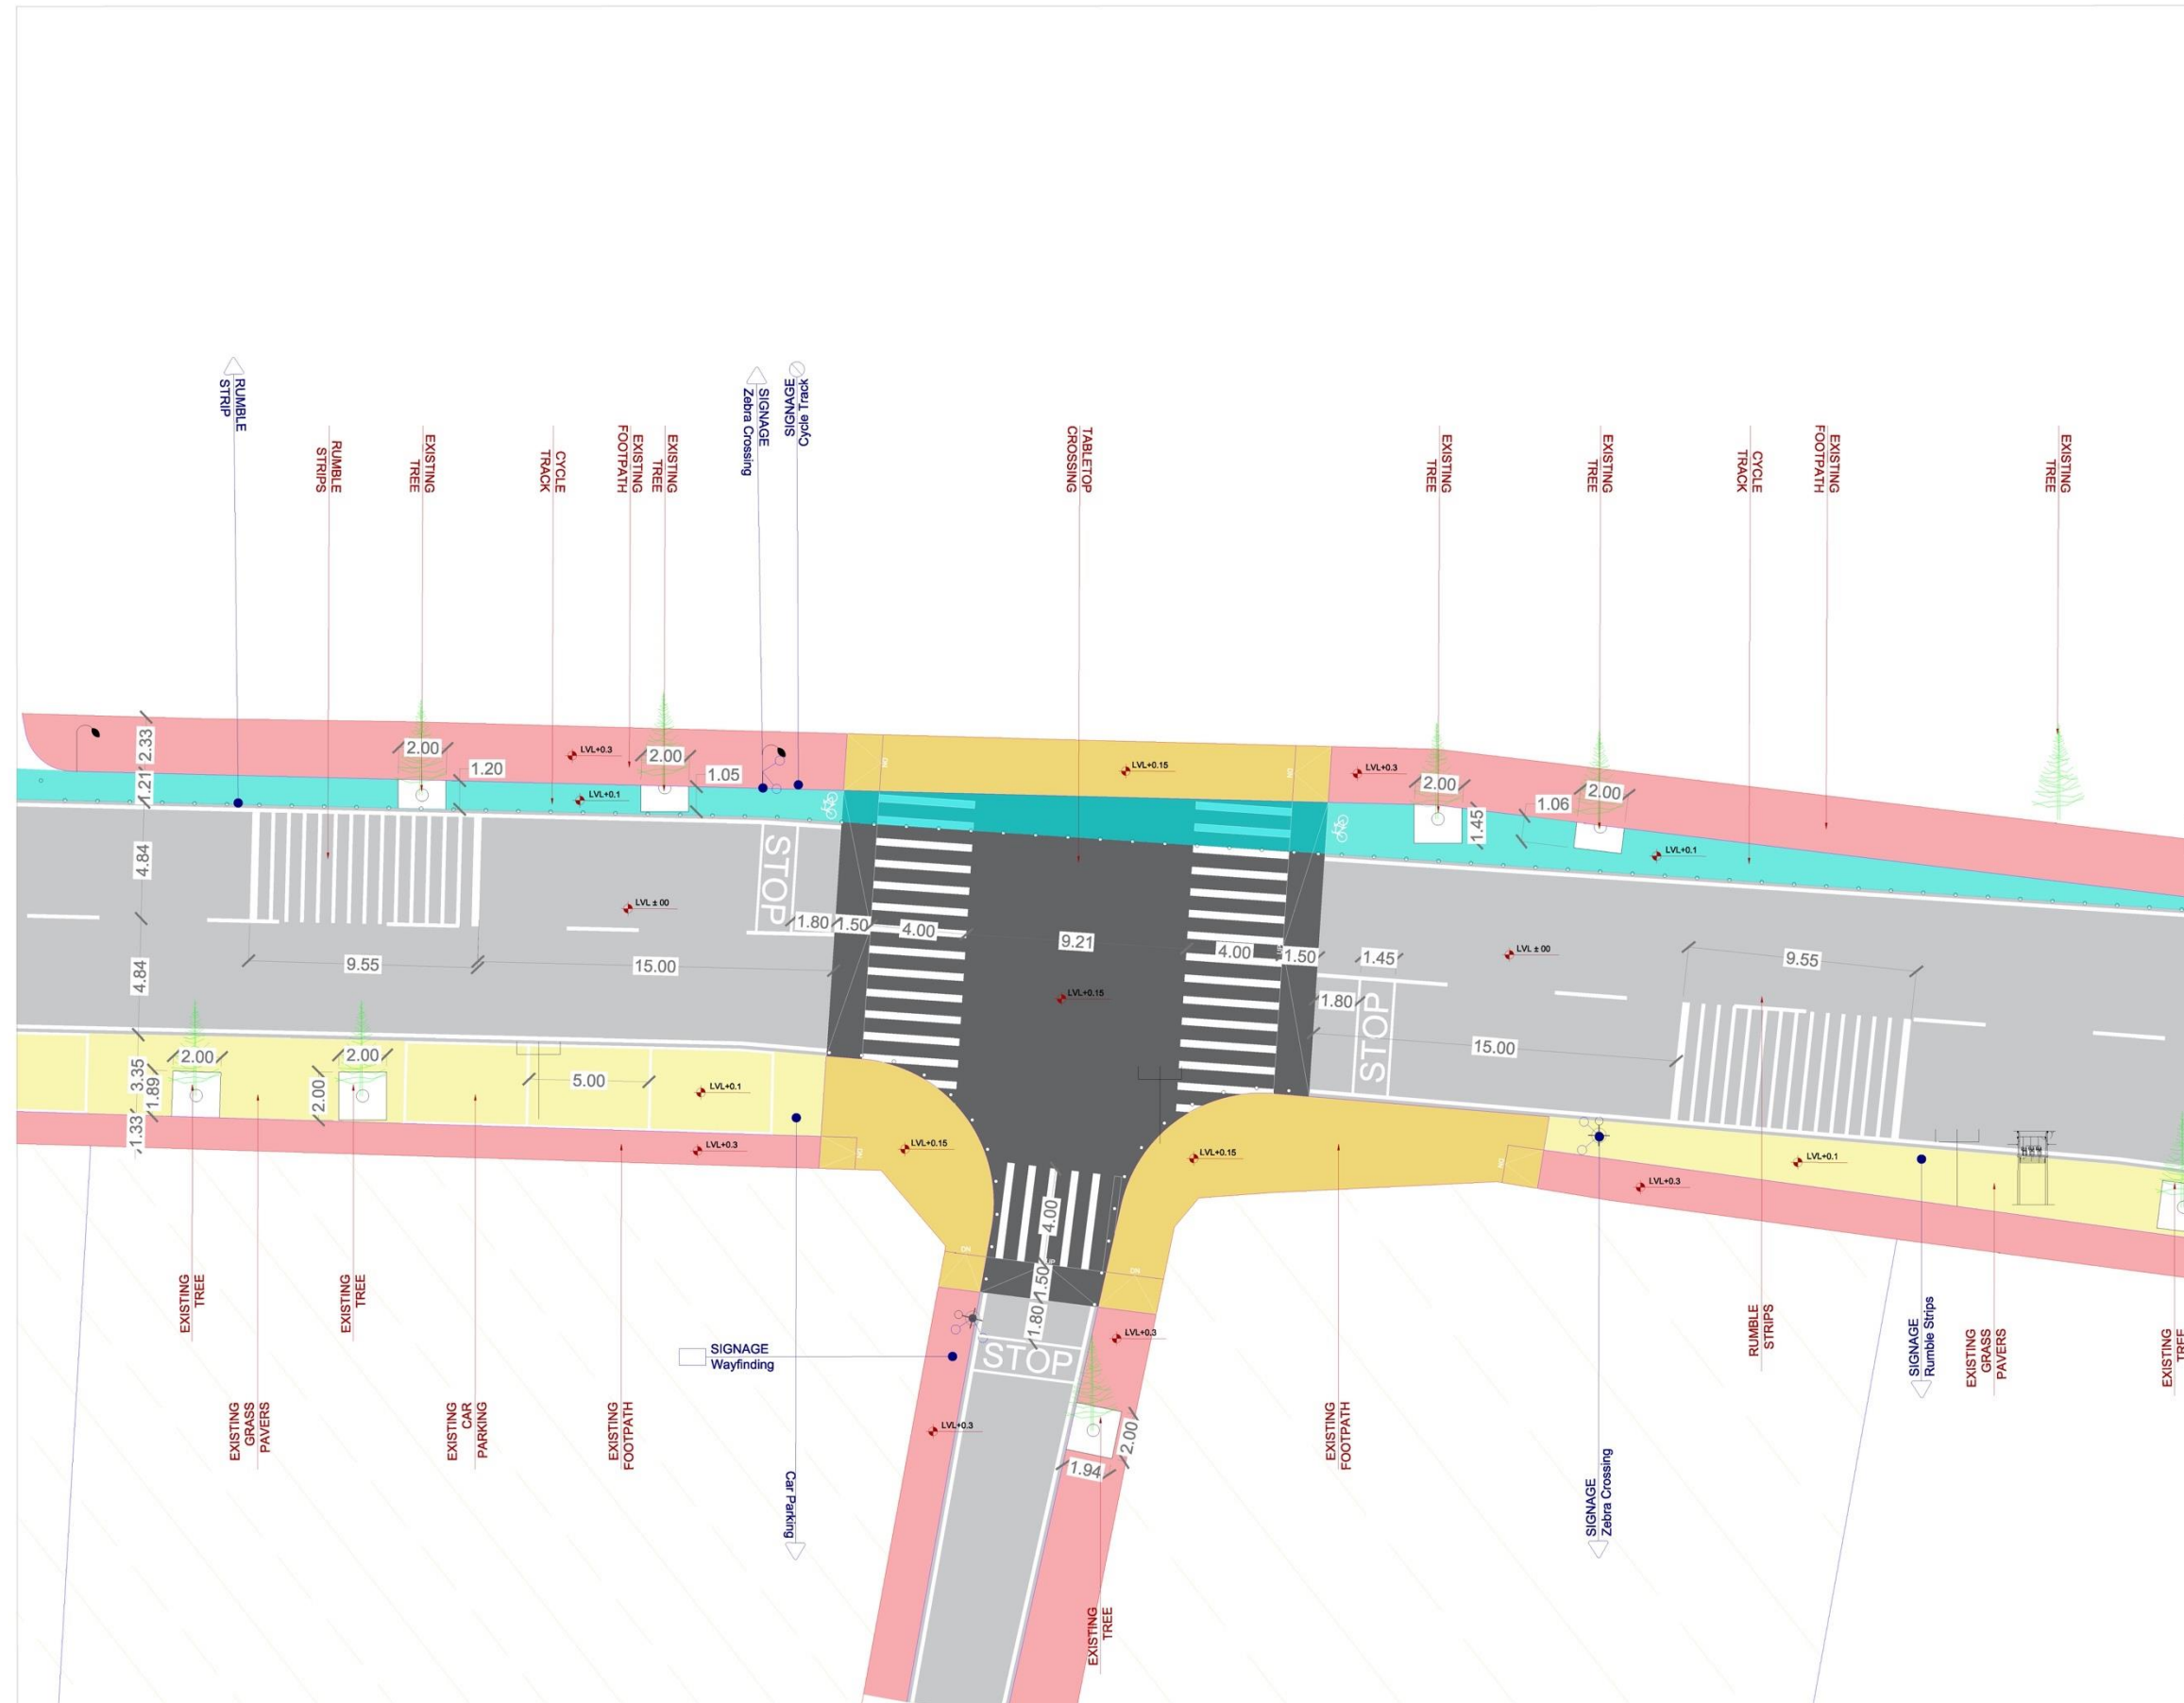 RUMBLE
STRIP
SIGNAGE
Zebra Crossing
Cycle Track
SIGNAGE
RUMBLE
STRIPS
EXISTING
TREE
CYCLE
TRACK
EXISTING
FOOTPATH
EXISTING
TREE
TABLETOP
CROSSING
EXISTING
TREE
EXISTING
TREE
CYCLE
TRACK
EXISTING
FOOTPATH
EXISTING
TREE
2.33
1.21
2.00
1.20
LVL+0.3
2.00
1.05
LVL+0.1
DN
LVL+0.15
DN
LVL+0.3
2.00
1.45
1.06
2.00
LVL+0.1
4.84
STOP
LVL ± 00
1.80
1.50
4.00
9.21
4.00
1.50
1.45
LVL ± 00
9.55
4.84
9.55
15.00
LVL+0.15
1.80
STOP
15.00
3.35
1.89
1.33
2.00
2.00
2.00
5.00
LVL+0.1
LVL+0.3
DN
LVL+0.15
LVL+0.15
DN
LVL+0.1
LVL+0.3
4.00
DN
DN
1.50
1.80
STOP
LVL+0.3
LVL+0.3
2.00
1.94
EXISTING
TREE
EXISTING
TREE
SIGNAGE
Wayfinding
EXISTING
GRASS
PAVERS
EXISTING
CAR
PARKING
EXISTING
FOOTPATH
Car Parking
EXISTING
TREE
EXISTING
FOOTPATH
SIGNAGE
Zebra Crossing
RUMBLE
STRIPS
SIGNAGE
Rumble Strips
EXISTING
GRASS
PAVERS
EXISTING
TREE